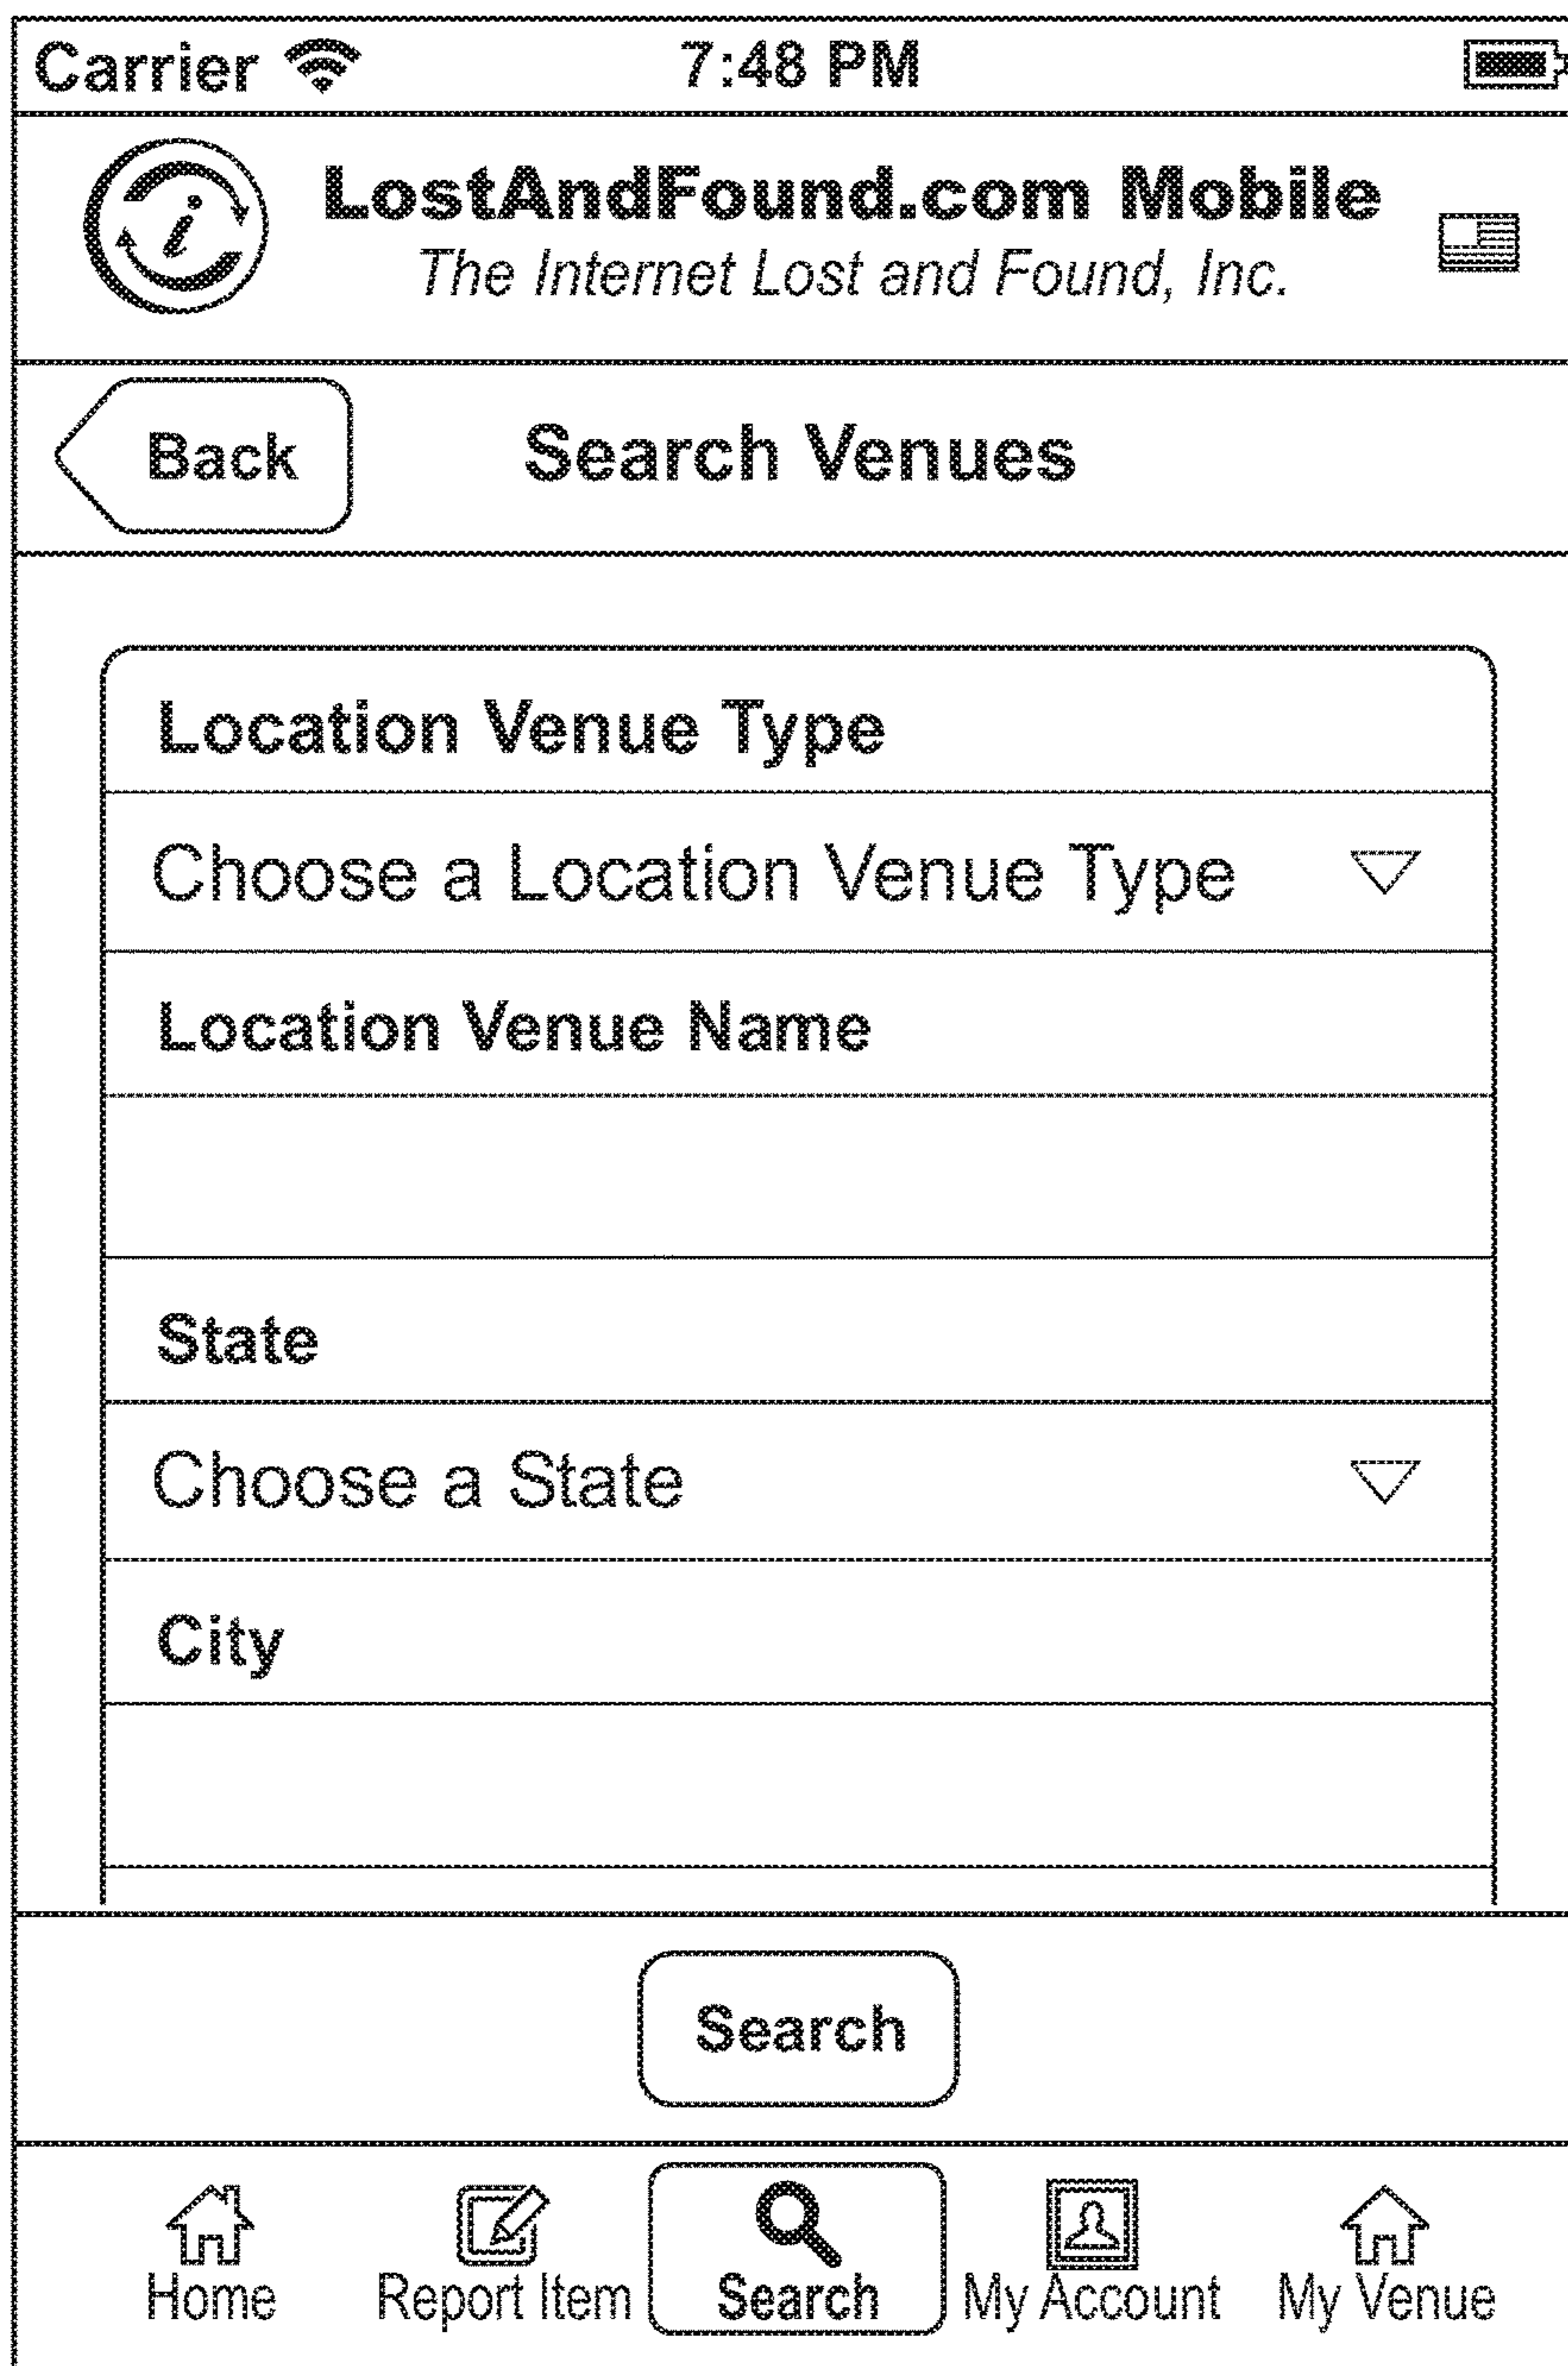 Carrier 7:48 PM
LostAndFound.com Mobile
The Internet Lost and Found, Inc.
Back Search Venues
Location Venue Type
Choose a Location Venue Type
Location Venue Name
State
Choose a State
City
Search
Home Report Item Search My Account My Venue